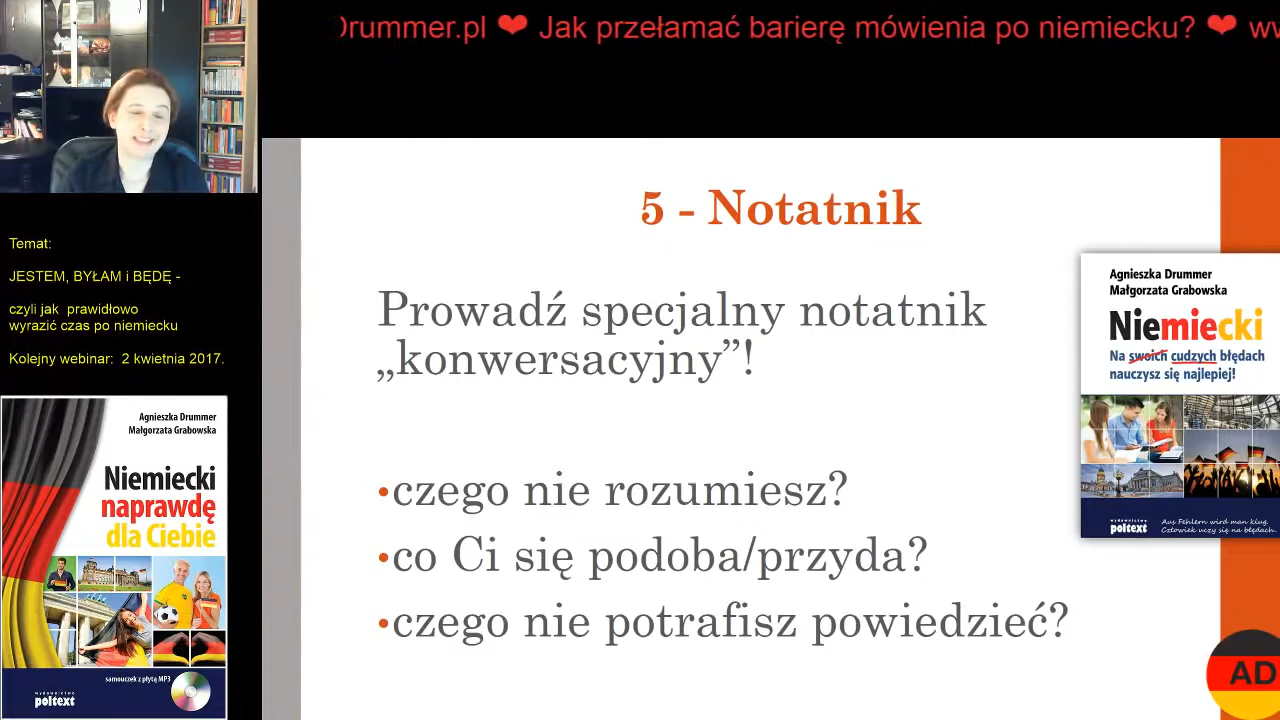 Drummer.pl ❤ Jak przełamać barierę mówienia po niemiecku? ❤ ww
Temat:
JESTEM, BYŁAM i BĘDĘ -
czyli jak prawidłowo
wyrazić czas po niemiecku
Kolejny webinar: 2 kwietnia 2017.
Agnieszka Drummer
Małgorzata Grabowska
Niemiecki
naprawdę
dla Ciebie
samouczek z płytą MP3
wydawnictwo
poltext
5 - Notatnik
Prowadź specjalny notatnik
„konwersacyjny”!
•czego nie rozumiesz?
•co Ci się podoba/przyda?
•czego nie potrafisz powiedzieć?
Agnieszka Drummer
Małgorzata Grabowska
Niemiecki
Na swoich cudzych błędach
nauczysz się najlepiej!
wydawnictwo
poltext
Aus Fehlern wird man klug.
Człowiek uczy się na błędach.
AD